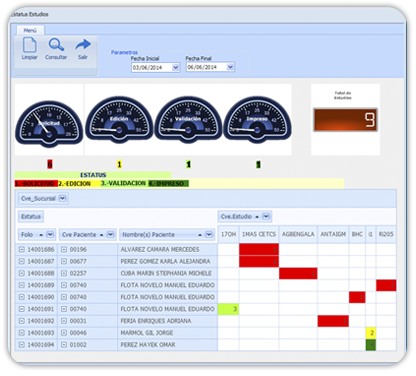 Estatus Estudios
Menú
Limpiar Consultar Salir
Parametros
Fecha Inicial Fecha Final
03/06/2014 06/06/2014
Solicitud Edición Validación Impreso
Total de
Estudios
9
6 1 1 1
ESTATUS
1.-SOLICITUD 2.-EDICION 3.-VALIDACION 4.-IMPRESO
Cve_Sucursal
Estatus Cve.Estudio
Folio Cve Paciente Nombre(s) Paciente 17OH 1MAS CETCS AGBENGALA ANTAIGM BHC I1 RI205
14001686 00196 ALVAREZ CAMARA MERCEDES
14001687 00677 PEREZ GOMEZ KARLA ALEJANDRA
14001688 02257 CUBA MARIN STEPHANIA MICHELE
14001689 00740 FLOTA NOVELO MANUEL EDUARDO
14001690 00740 FLOTA NOVELO MANUEL EDUARDO
14001691 00740 FLOTA NOVELO MANUEL EDUARDO 3
14001692 00031 FERIA ENRIQUES ADRIANA
14001693 00046 MARMOL GIL JORGE 2
14001694 01002 PEREZ HAYEK OMAR